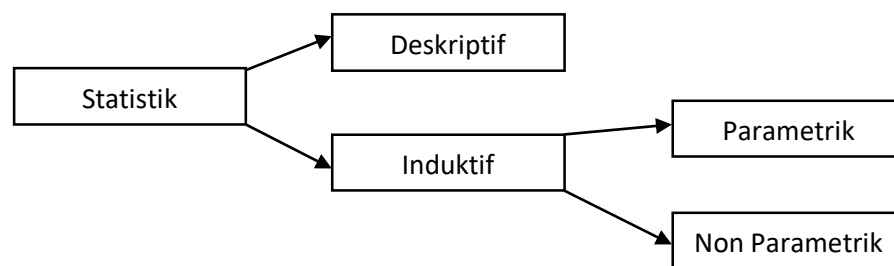 Deskriptif
Statistik
Parametrik
Induktif
Non Parametrik